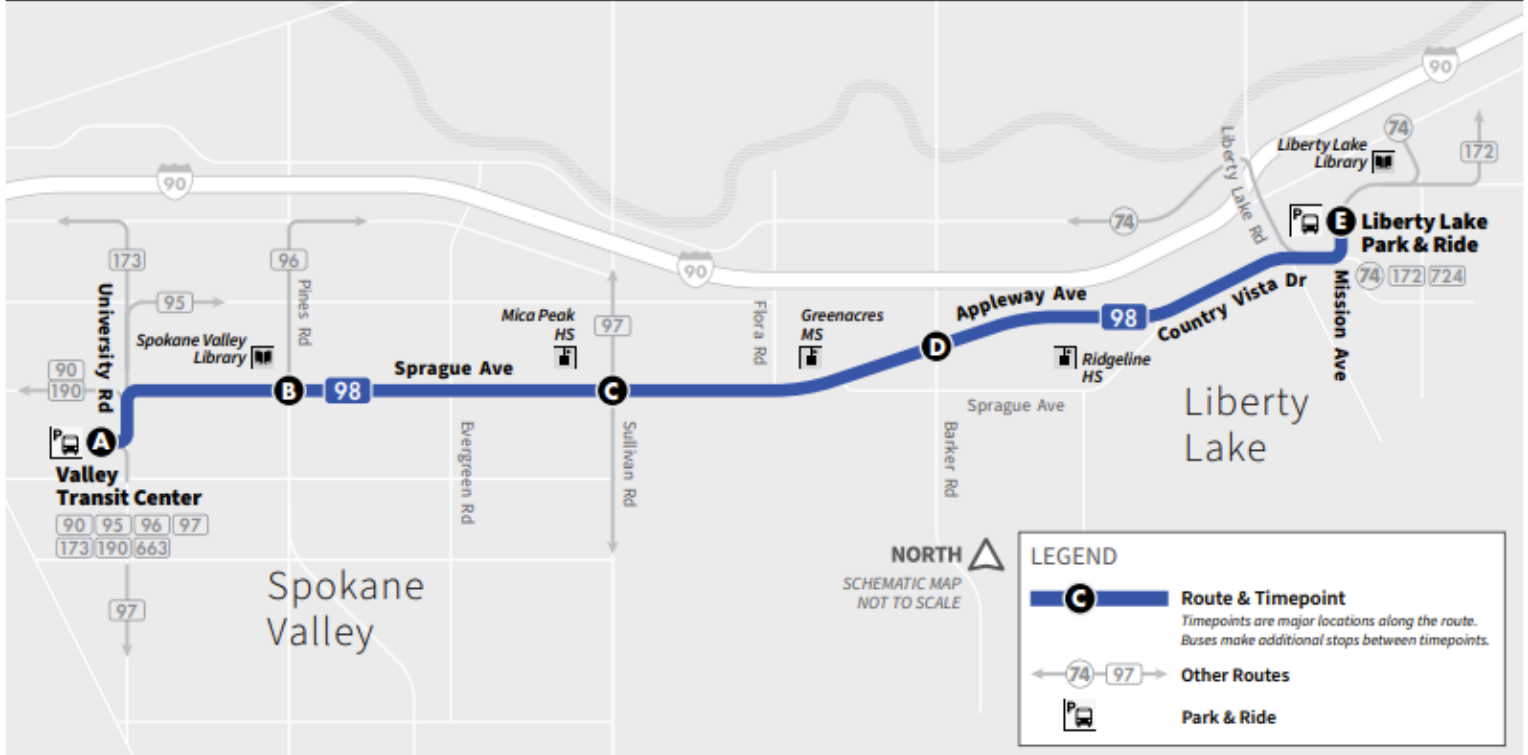 90
74
Liberty Lake
Library
172
90
Liberty Lake Rd
74
E
Liberty Lake
Park & Ride
74 172 724
173
96
90
95
University Rd
Pines Rd
Mica Peak
HS
97
Flora Rd
Greenacres
MS
Appleway Ave
98
Country Vista Dr
Mission Ave
Spokane Valley
Library
Sprague Ave
D
Ridgeline
HS
90
190
B
98
C
Sprague Ave
Liberty
Lake
P
A
Valley
Transit Center
90 95 96 97
173 190 663
Evergreen Rd
Sullivan Rd
Barker Rd
97
Spokane
Valley
NORTH
SCHEMATIC MAP
NOT TO SCALE
LEGEND
C
Route & Timepoint
Timepoints are major locations along the route.
Buses make additional stops between timepoints.
74 97
Other Routes
P
Park & Ride
90
P